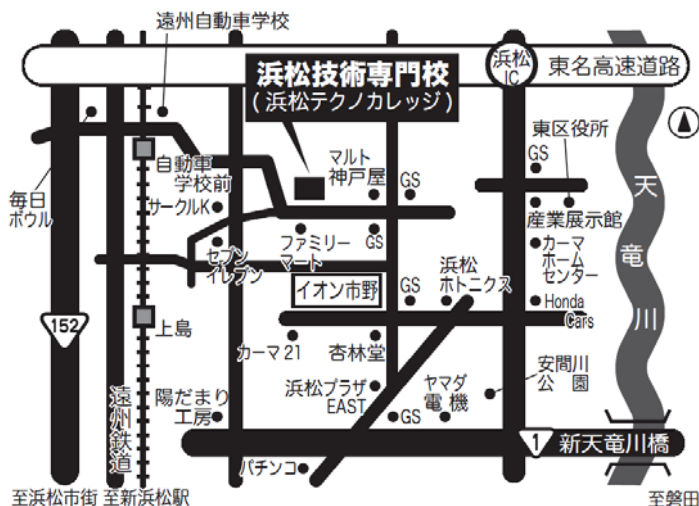 遠州自動車学校
浜松
IC
東名高速道路
浜松技術専門校
(浜松テクノカレッジ)
東区役所
マルト
神戸屋
GS
GS
自動車
学校前
毎日
ボウル
サークルK
産業展示館
天竜川
セブン
イレブン
ファミリー
マート
GS
浜松
ホトニクス
カーマ
ホーム
センター
イオン市野
GS
Honda
Cars
152
上島
カーマ21
杏林堂
安間川
公園
遠州鉄道
陽だまり
工房
浜松プラザ
EAST
ヤマダ
電機
GS
1
新天竜川橋
パチンコ
至浜松市街
至新浜松駅
至磐田